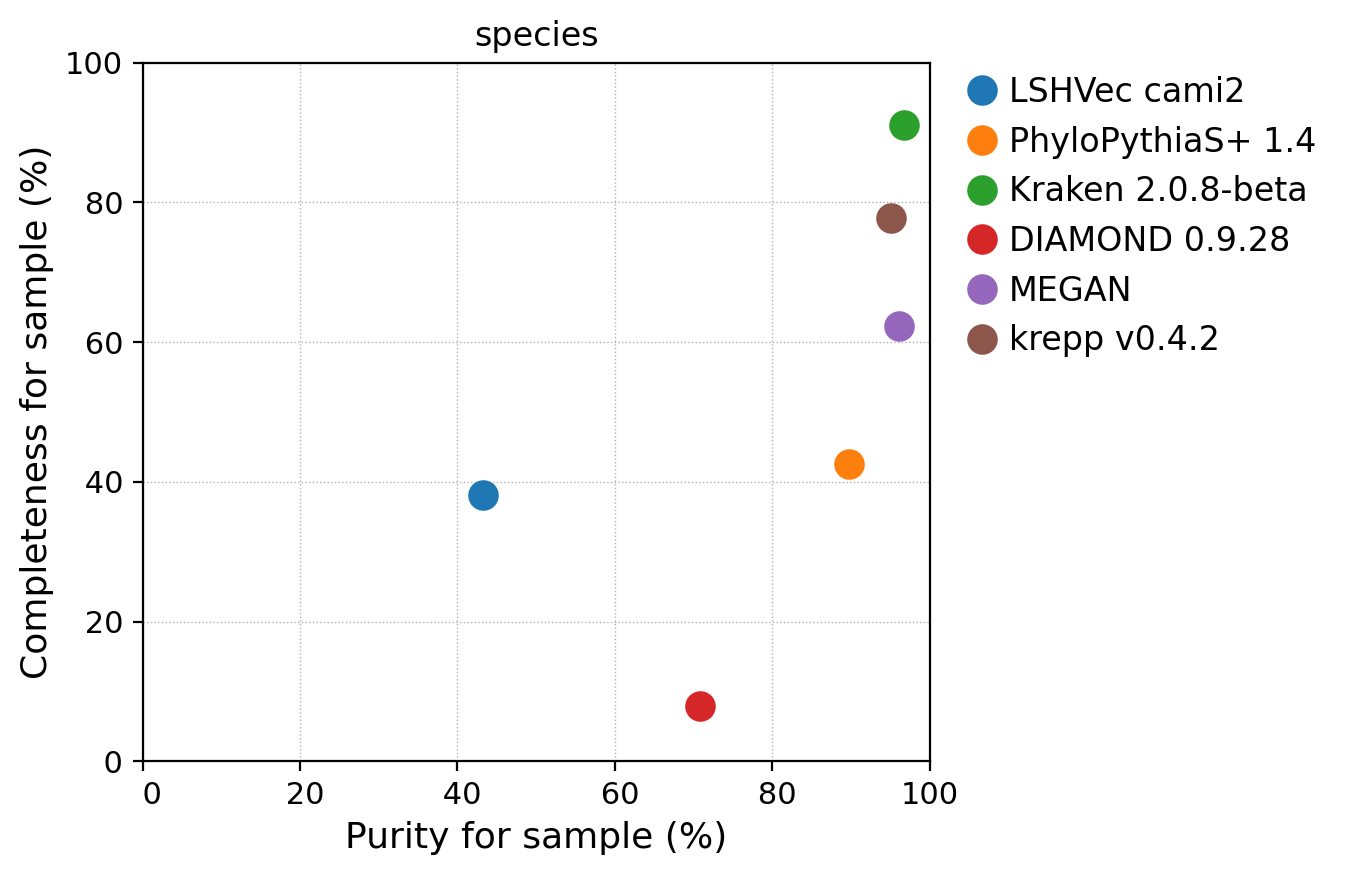 species
100
80
60
40
20
0
Completeness for sample (%)
0 20 40 60 80 100
Purity for sample (%)
LSHVec cami2
PhyloPythiaS+ 1.4
Kraken 2.0.8-beta
DIAMOND 0.9.28
MEGAN
krepp v0.4.2